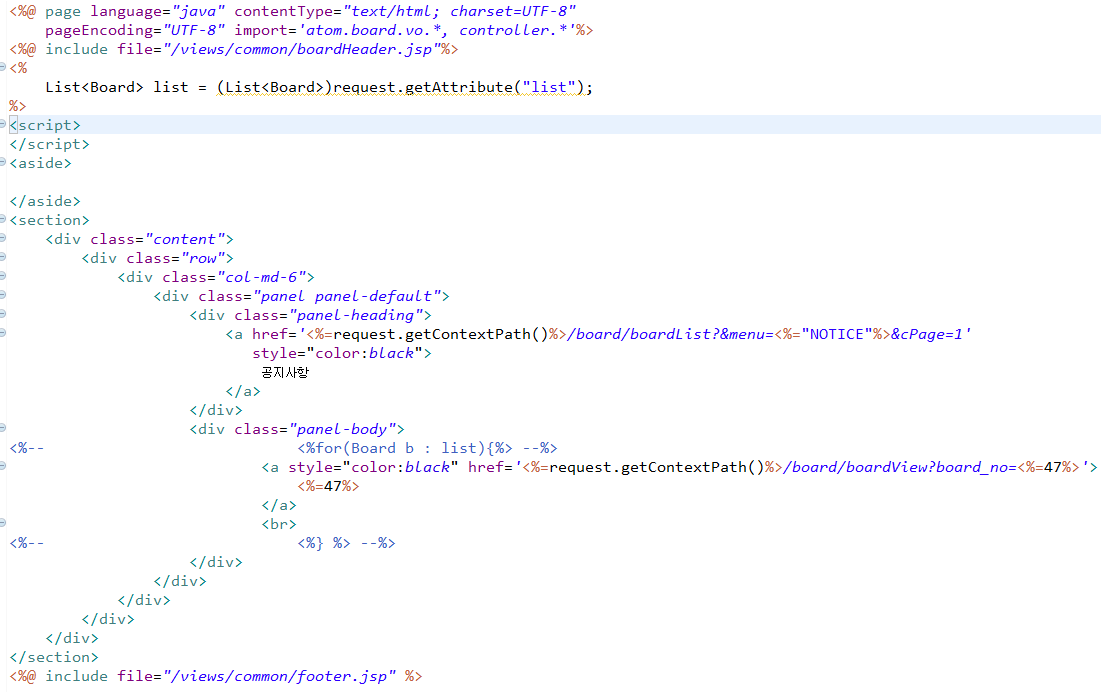 <%@ page language="java" contentType="text/html; charset=UTF-8"
    pageEncoding="UTF-8" import='atom.board.vo.*, controller.*'%>
<%@ include file="/views/common/boardHeader.jsp"%>
<%
    List<Board> list = (List<Board>)request.getAttribute("list");
%>
<script>
</script>
<aside>
</aside>
<section>
    <div class="content">
        <div class="row">
            <div class="col-md-6">
                <div class="panel panel-default">
                    <div class="panel-heading">
                        <a href='<%=request.getContextPath()%>/board/boardList?&menu=<%="NOTICE"%>&cPage=1'
                           style="color:black">
                            공지사항
                        </a>
                    </div>
                    <div class="panel-body">
<%--                            <%for(Board b : list){%> --%>
                            <a style="color:black" href='<%=request.getContextPath()%>/board/boardView?board_no=<%=47%>'>
                                <%=47%>
                            </a>
                            <br>
<%--                            <%} %> --%>
                    </div>
                </div>
            </div>
        </div>
    </div>
</section>
<%@ include file="/views/common/footer.jsp" %>